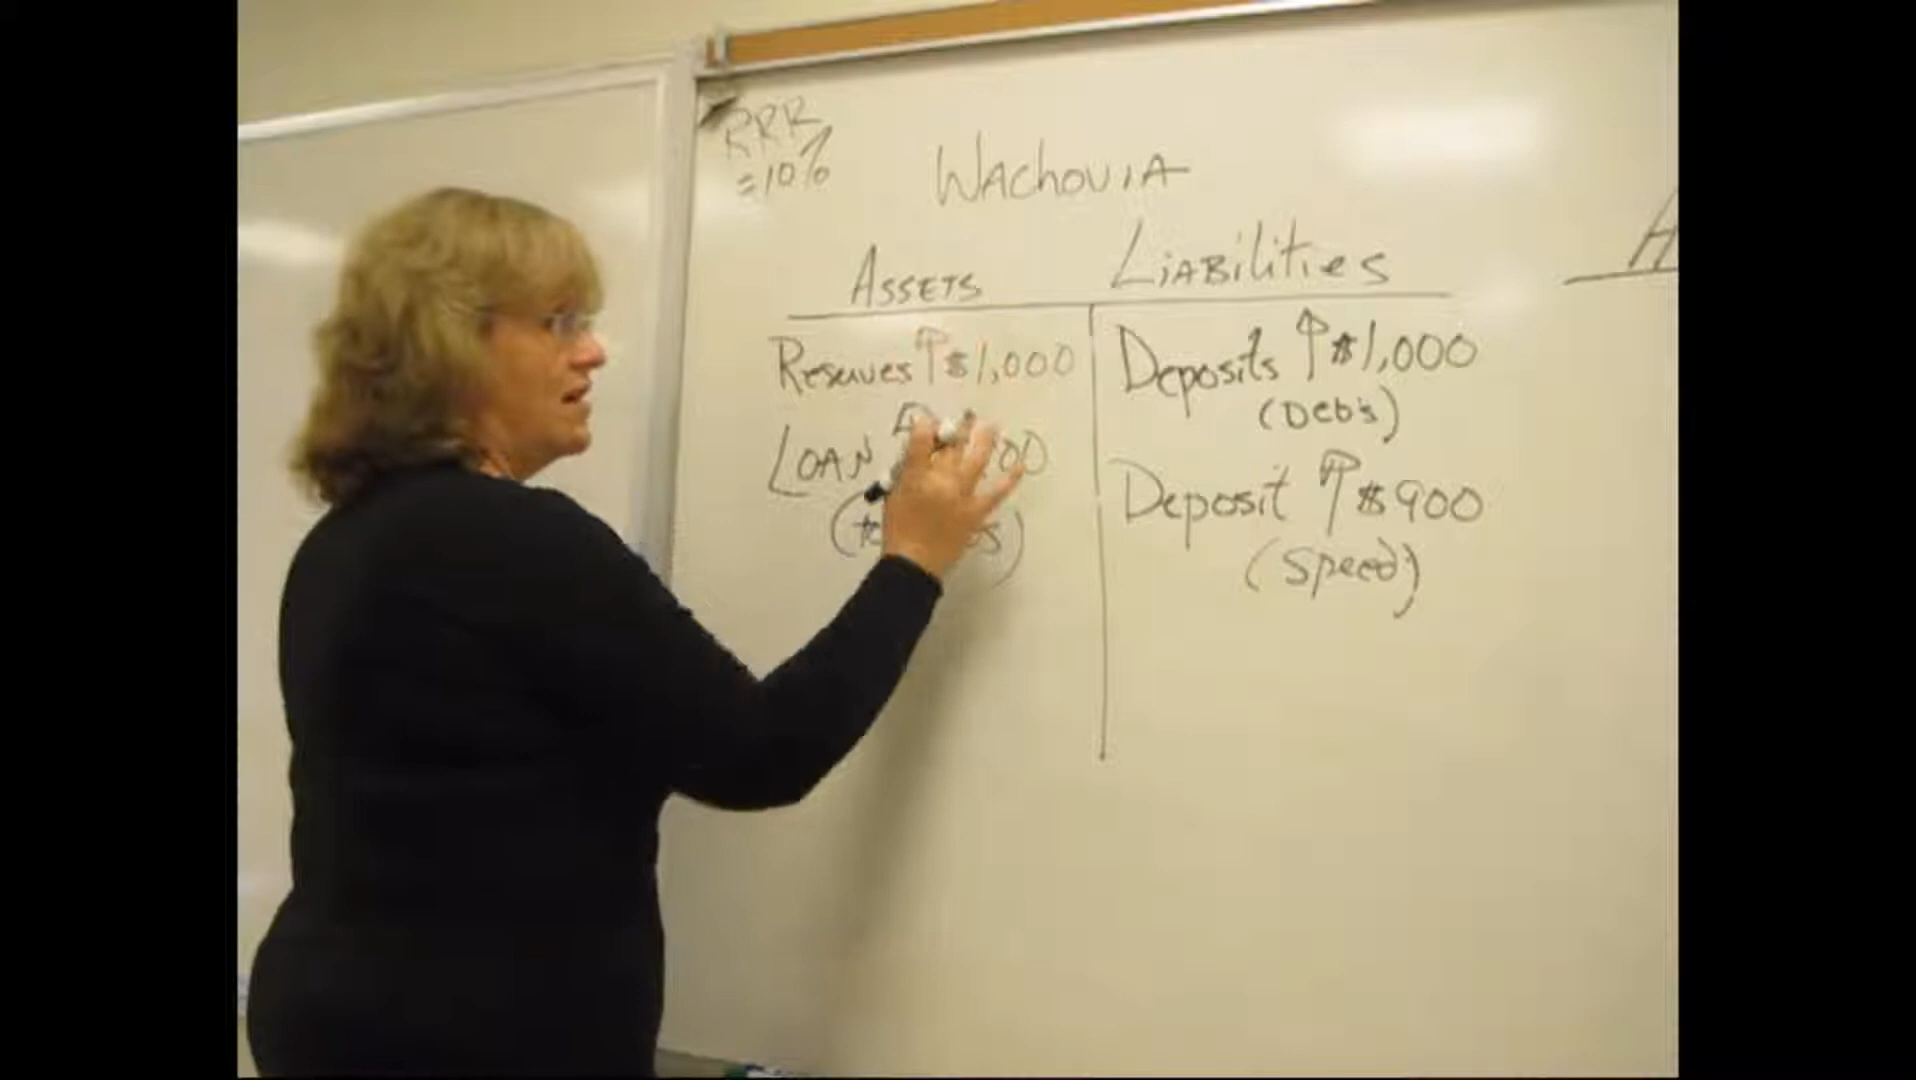 RRR
=10%
Wachovia
Assets Liabilities
Reserves ↑$1,000 Deposits ↑$1,000
(Deb's)
Loan Deposit ↑$900
(Speed)